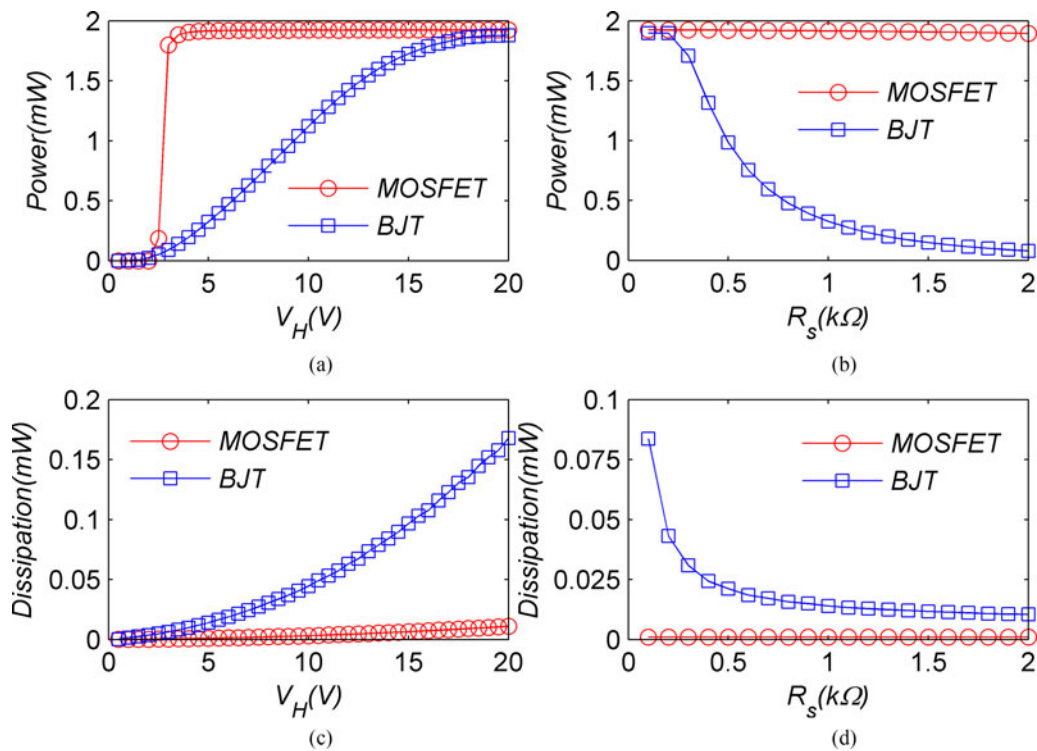 2
1.5
1
0.5
0
Power(mW)
MOSFET
BJT
0 5 10 15 20
V_H(V)
(a)
2
1.5
1
0.5
0
Power(mW)
MOSFET
BJT
0 0.5 1 1.5 2
R_s(kΩ)
(b)
0.2
0.15
0.1
0.05
0
Dissipation(mW)
MOSFET
BJT
0 5 10 15 20
V_H(V)
(c)
0.1
0.075
0.05
0.025
0
Dissipation(mW)
MOSFET
BJT
0 0.5 1 1.5 2
R_s(kΩ)
(d)